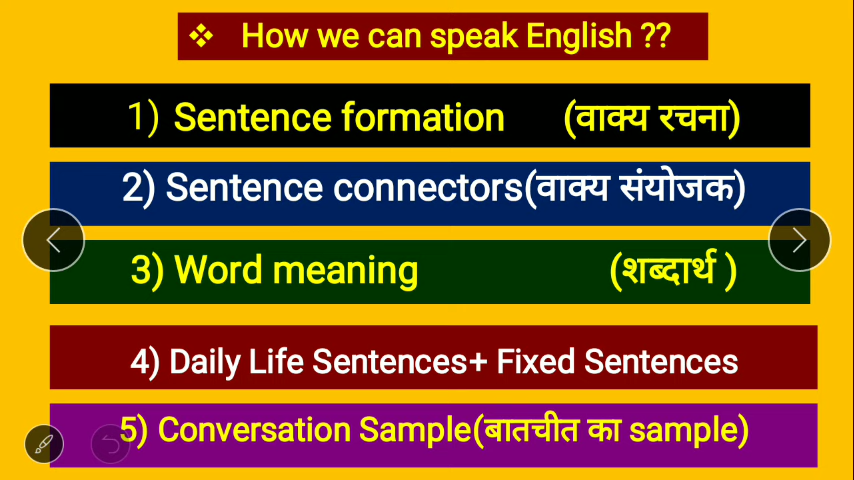 ❖ How we can speak English ??
1) Sentence formation (वाक्य रचना)
2) Sentence connectors(वाक्य संयोजक)
3) Word meaning (शब्दार्थ )
4) Daily Life Sentences+ Fixed Sentences
5) Conversation Sample(बातचीत का sample)